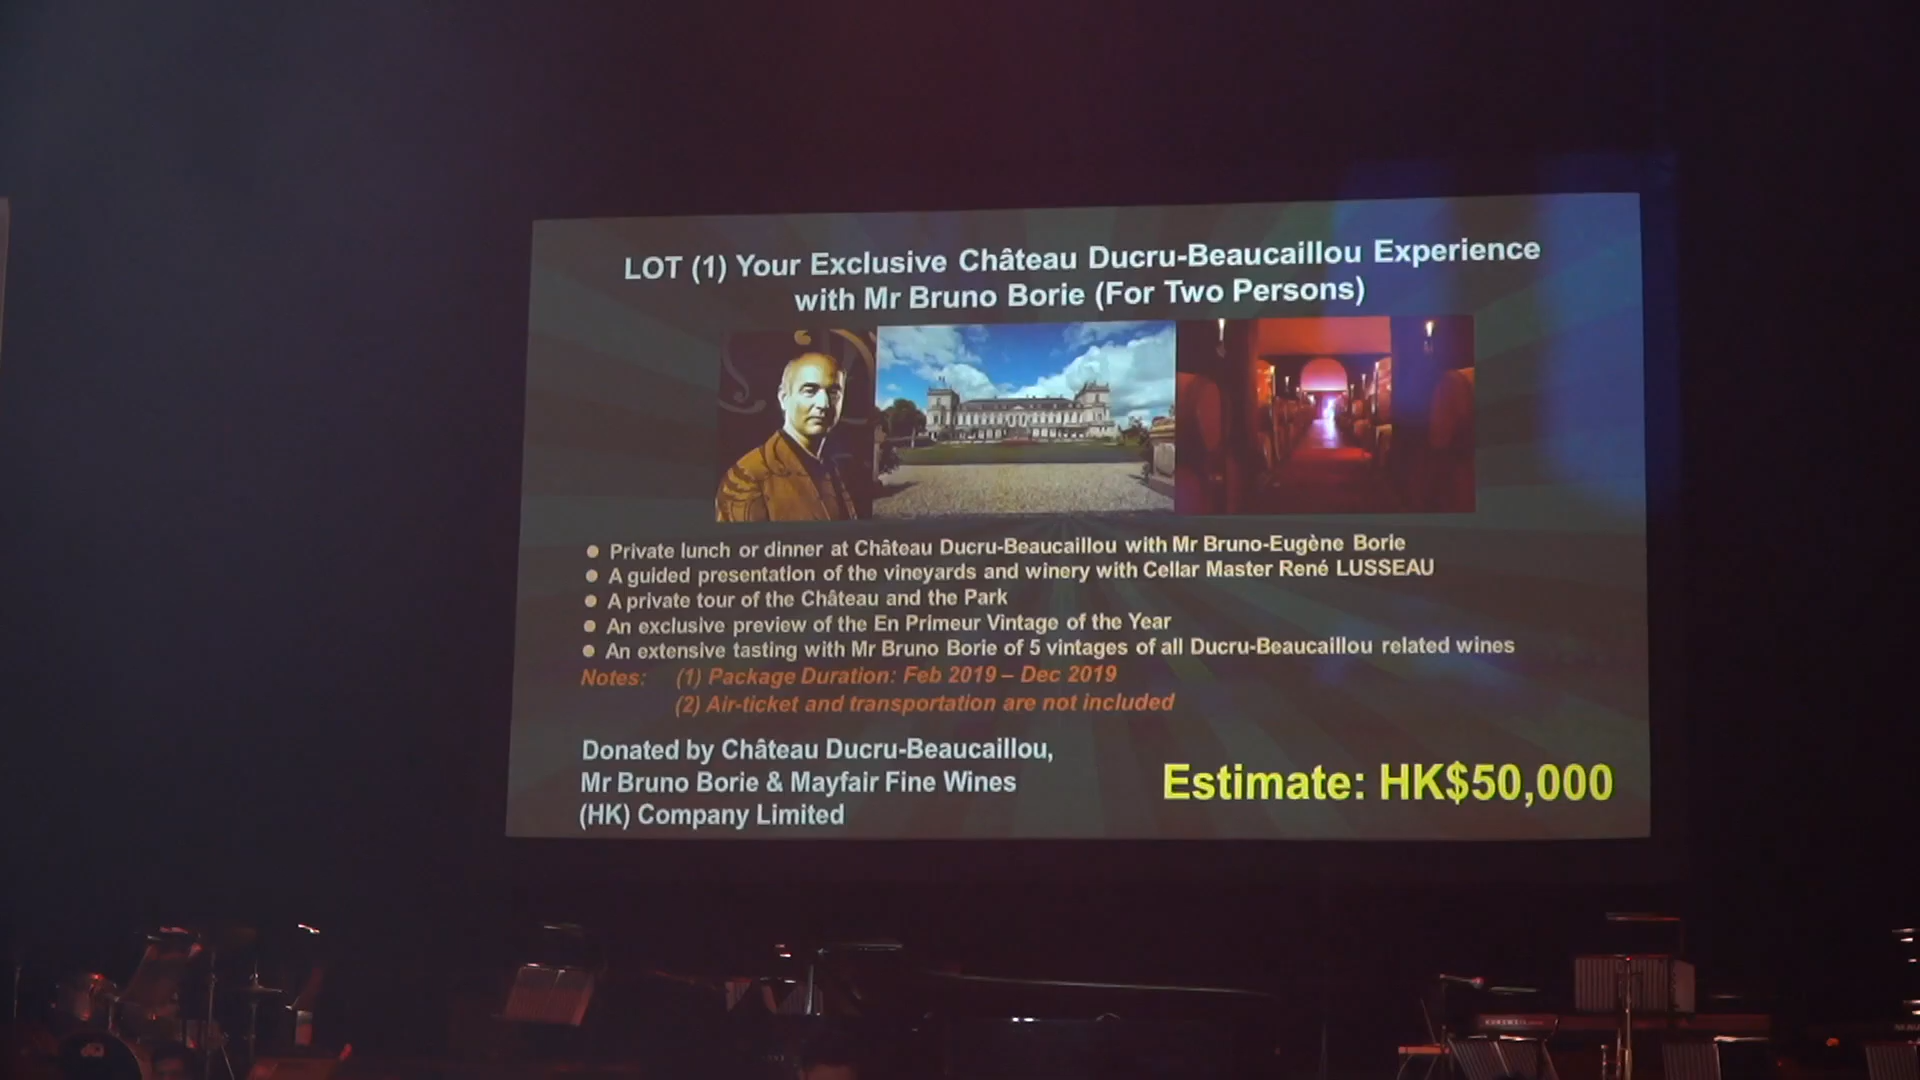 LOT (1) Your Exclusive Château Ducru-Beaucaillou Experience
with Mr Bruno Borie (For Two Persons)
● Private lunch or dinner at Château Ducru-Beaucaillou with Mr Bruno-Eugène Borie
● A guided presentation of the vineyards and winery with Cellar Master René LUSSEAU
● A private tour of the Château and the Park
● An exclusive preview of the En Primeur Vintage of the Year
● An extensive tasting with Mr Bruno Borie of 5 vintages of all Ducru-Beaucaillou related wines
Notes: (1) Package Duration: Feb 2019 – Dec 2019
(2) Air-ticket and transportation are not included
Donated by Château Ducru-Beaucaillou,
Mr Bruno Borie & Mayfair Fine Wines
(HK) Company Limited
Estimate: HK$50,000
KURZWEIL